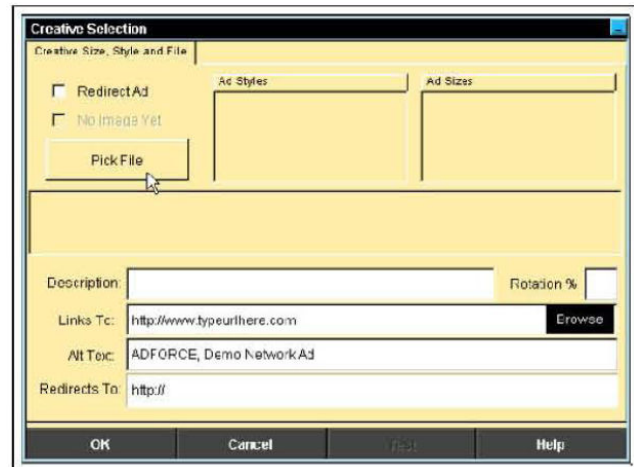 Creative Selection
Creative Size, Style and File
Redirect Ad
Ad Styles
Ad Sizes
No Image Yet
Pick File
Description:
Rotation %
Links To:
http://www.typeurlhere.com
Browse
Alt Text:
ADFORCE, Demo Network Ad
Redirects To:
http://
OK
Cancel
Test
Help